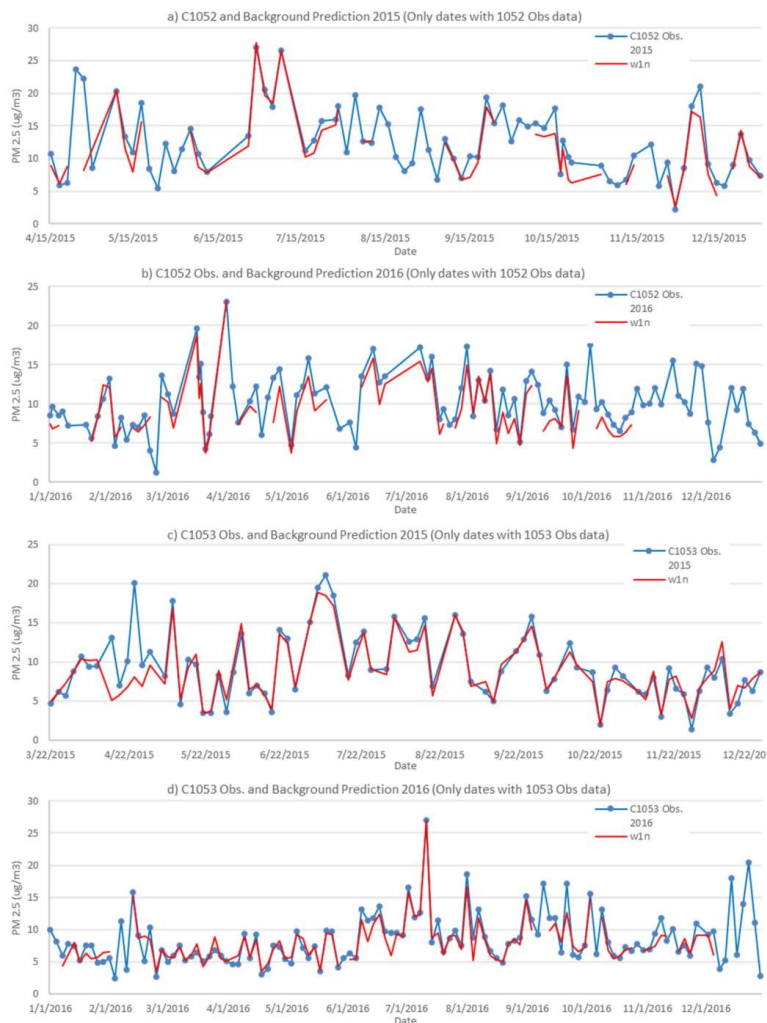 a) C1052 and Background Prediction 2015 (Only dates with 1052 Obs data)
30
25
20
15
10
5
0
PM 2.5 (ug/m3)
C1052 Obs.
2015
w1n
4/15/2015 5/15/2015 6/15/2015 7/15/2015 8/15/2015 9/15/2015 10/15/2015 11/15/2015 12/15/2015
Date
b) C1052 Obs. and Background Prediction 2016 (Only dates with 1052 Obs data)
25
20
15
10
5
0
PM 2.5 (ug/m3)
C1052 Obs.
2016
w1n
1/1/2016 2/1/2016 3/1/2016 4/1/2016 5/1/2016 6/1/2016 7/1/2016 8/1/2016 9/1/2016 10/1/2016 11/1/2016 12/1/2016
Date
c) C1053 Obs. and Background Prediction 2015 (Only dates with 1053 Obs data)
25
20
15
10
5
0
PM 2.5 (ug/m3)
C1053 Obs.
2015
w1n
3/22/2015 4/22/2015 5/22/2015 6/22/2015 7/22/2015 8/22/2015 9/22/2015 10/22/2015 11/22/2015 12/22/20
Date
d) C1053 Obs. and Background Prediction 2016 (Only dates with 1053 Obs data)
30
25
20
15
10
5
0
PM 2.5 (ug/m3)
C1053 Obs.
2016
w1n
1/1/2016 2/1/2016 3/1/2016 4/1/2016 5/1/2016 6/1/2016 7/1/2016 8/1/2016 9/1/2016 10/1/2016 11/1/2016 12/1/2016
Date